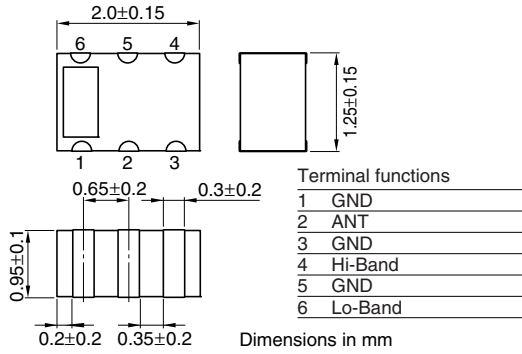 2.0±0.15
6 5 4
1.25±0.15
1 2 3
0.65±0.2 0.3±0.2
0.95±0.1
0.2±0.2 0.35±0.2
Terminal functions
1 GND
2 ANT
3 GND
4 Hi-Band
5 GND
6 Lo-Band
Dimensions in mm